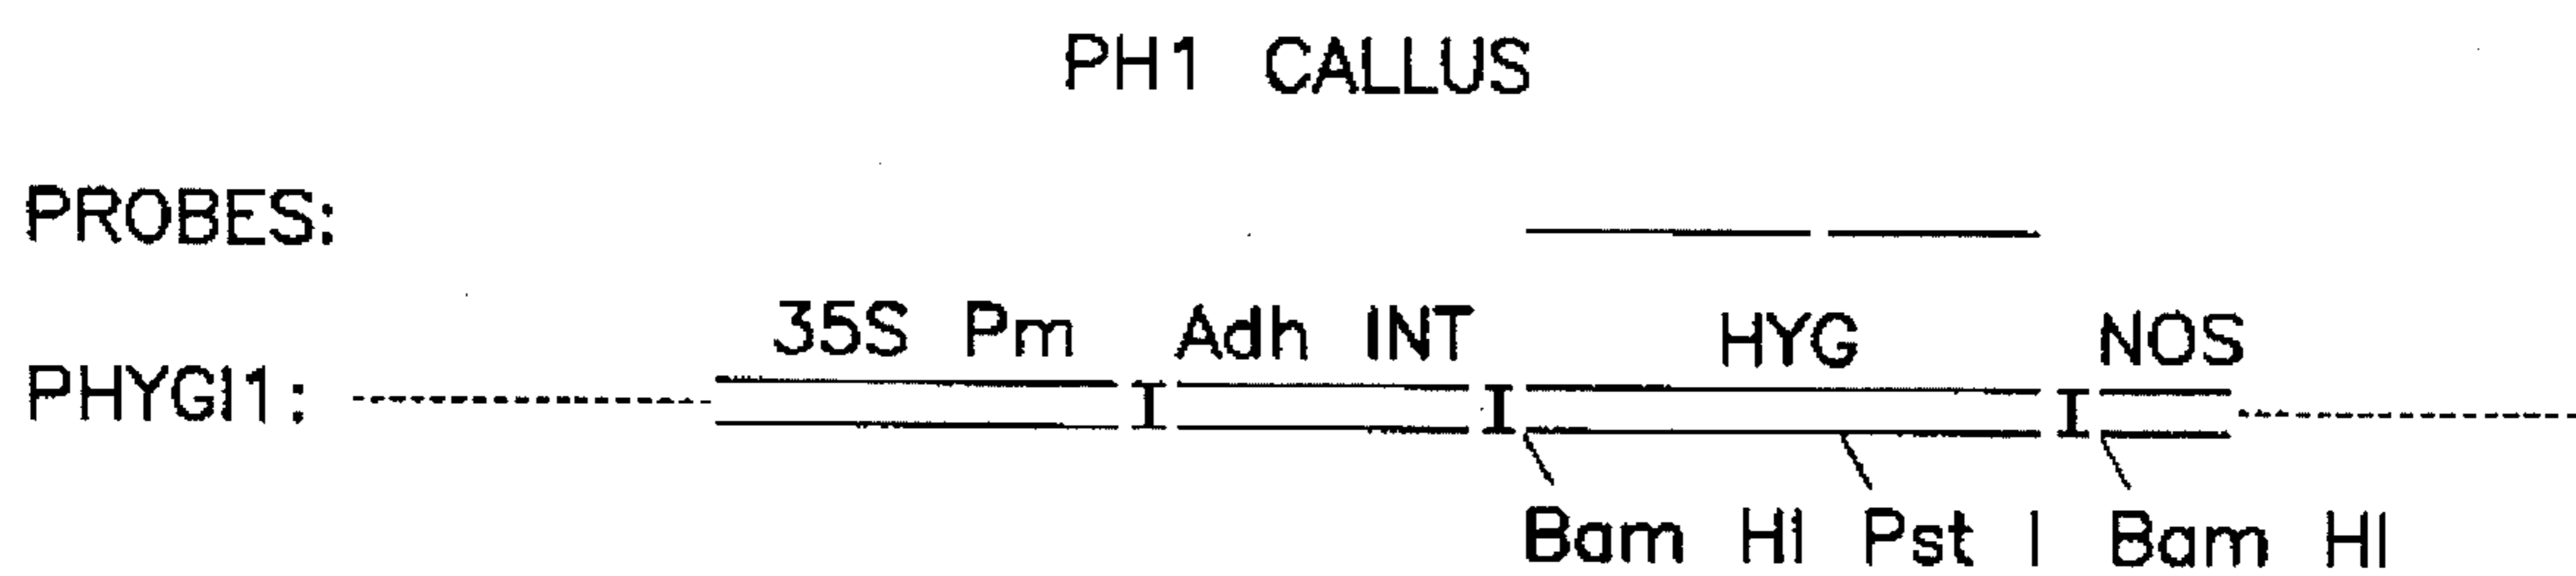 PH1 CALLUS
PROBES:
35S Pm Adh INT HYG NOS
PHYGI1:
Bam HI Pst I Bam HI